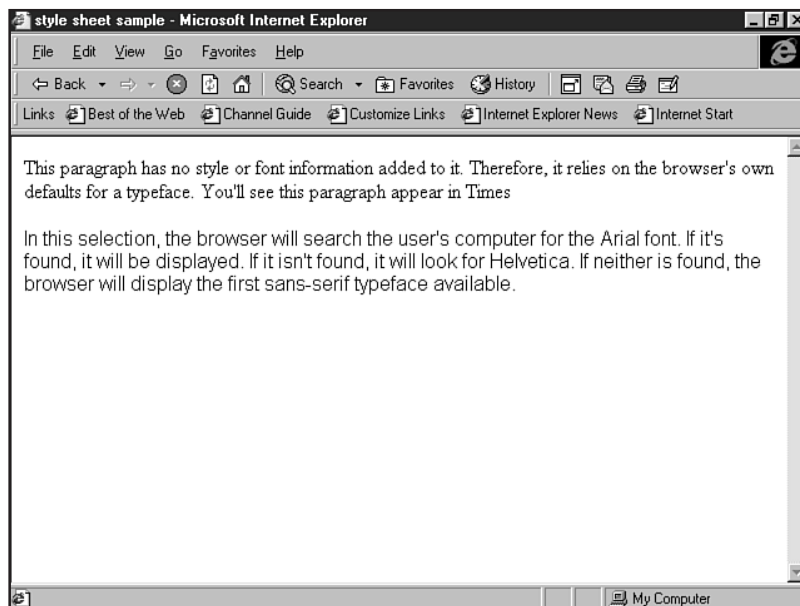 style sheet sample - Microsoft Internet Explorer
File Edit View Go Favorites Help
Back Search Favorites History
Links Best of the Web Channel Guide Customize Links Internet Explorer News Internet Start
This paragraph has no style or font information added to it. Therefore, it relies on the browser's own
defaults for a typeface. You'll see this paragraph appear in Times
In this selection, the browser will search the user's computer for the Arial font. If it's
found, it will be displayed. If it isn't found, it will look for Helvetica. If neither is found, the
browser will display the first sans-serif typeface available.
My Computer